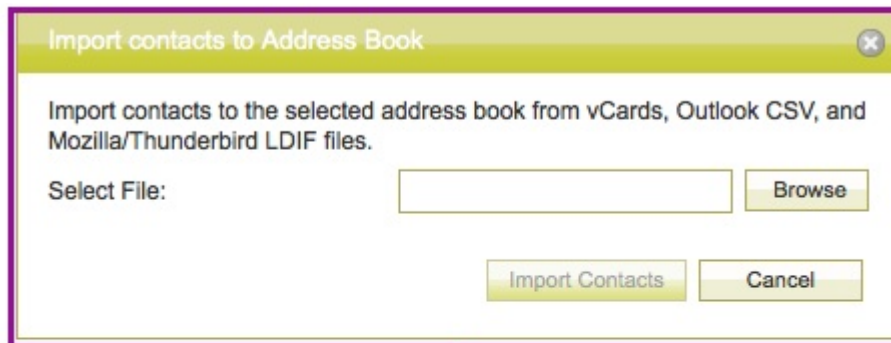 Import contacts to Address Book
Import contacts to the selected address book from vCards, Outlook CSV, and
Mozilla/Thunderbird LDIF files.
Select File:
Browse
Import Contacts
Cancel